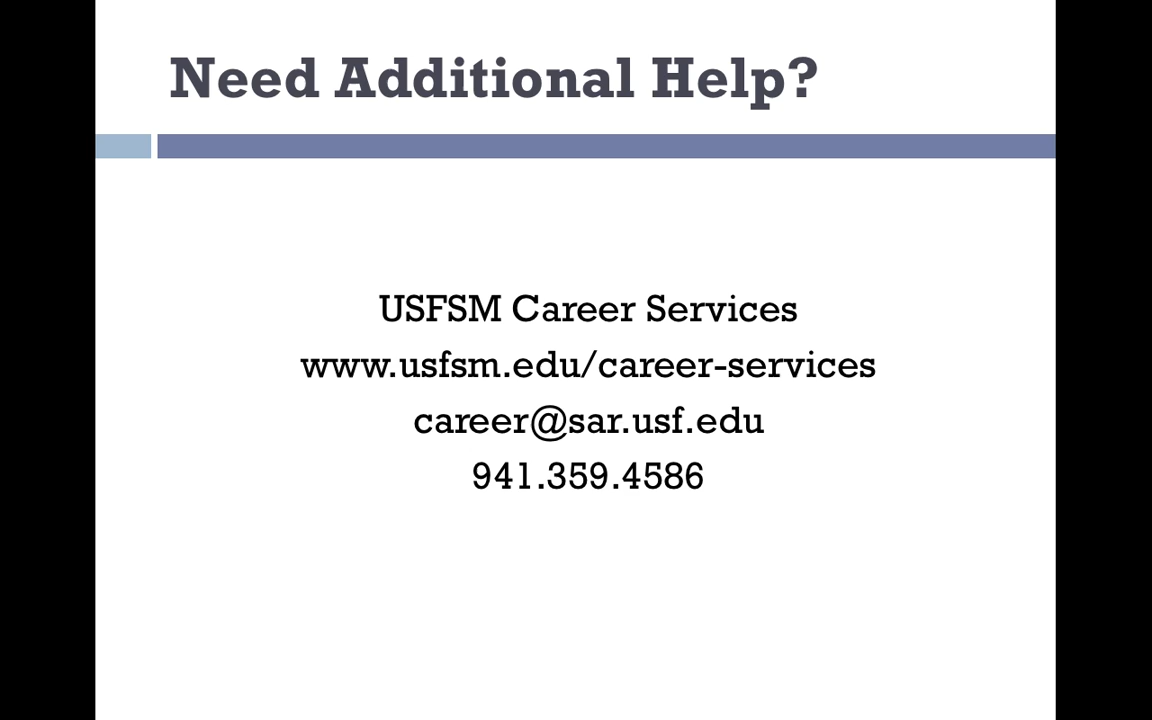 Need Additional Help?
USFSM Career Services
www.usfsm.edu/career-services
career@sar.usf.edu
941.359.4586